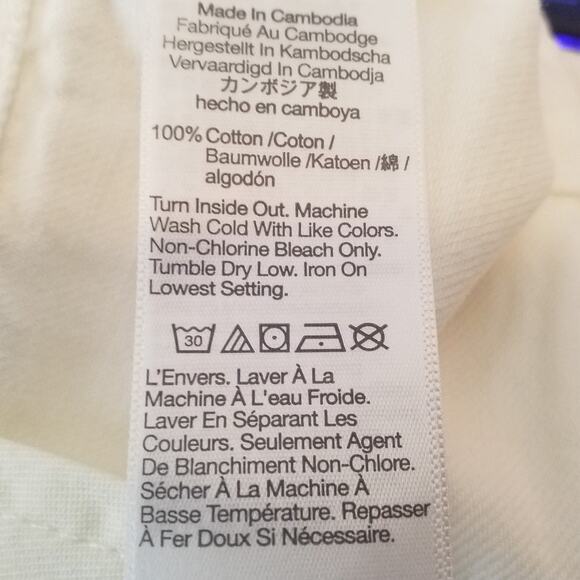 Made In Cambodia
Fabriqué Au Cambodge
Hergestellt In Kambodscha
Vervaardigd In Cambodja
カンボジア製
hecho en camboya
100% Cotton /Coton /
Baumwolle /Katoen /綿 /
algodón
Turn Inside Out. Machine
Wash Cold With Like Colors.
Non-Chlorine Bleach Only.
Tumble Dry Low. Iron On
Lowest Setting.
30
L'Envers. Laver À La
Machine À L'eau Froide.
Laver En Séparant Les
Couleurs. Seulement Agent
De Blanchiment Non-Chlore.
Sécher À La Machine À
Basse Température. Repasser
À Fer Doux Si Nécessaire.